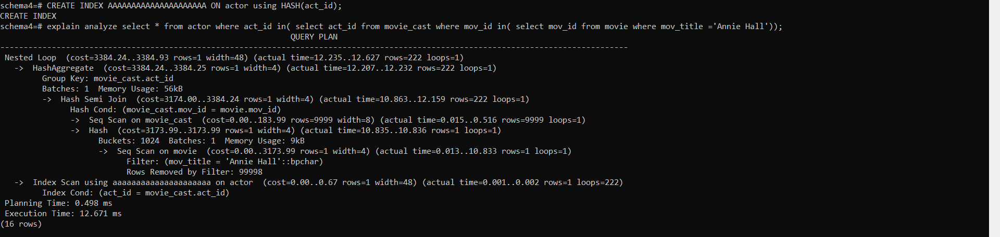 schema4=# CREATE INDEX AAAAAAAAAAAAAAAAAAAAA ON actor using HASH(act_id);
CREATE INDEX
schema4=# explain analyze select * from actor where act_id in( select act_id from movie_cast where mov_id in( select mov_id from movie where mov_title ='Annie Hall'));
QUERY PLAN
--------------------------------------------------------------------------------------------------------------------------------------
Nested Loop  (cost=3384.24..3384.93 rows=1 width=48) (actual time=12.235..12.627 rows=222 loops=1)
  ->  HashAggregate  (cost=3384.24..3384.25 rows=1 width=4) (actual time=12.207..12.232 rows=222 loops=1)
        Group Key: movie_cast.act_id
        Batches: 1  Memory Usage: 56kB
        ->  Hash Semi Join  (cost=3174.00..3384.24 rows=1 width=4) (actual time=10.863..12.159 rows=222 loops=1)
              Hash Cond: (movie_cast.mov_id = movie.mov_id)
              ->  Seq Scan on movie_cast  (cost=0.00..183.99 rows=9999 width=8) (actual time=0.015..0.516 rows=9999 loops=1)
              ->  Hash  (cost=3173.99..3173.99 rows=1 width=4) (actual time=10.835..10.836 rows=1 loops=1)
                    Buckets: 1024  Batches: 1  Memory Usage: 9kB
                    ->  Seq Scan on movie  (cost=0.00..3173.99 rows=1 width=4) (actual time=0.013..10.833 rows=1 loops=1)
                          Filter: (mov_title = 'Annie Hall'::bpchar)
                          Rows Removed by Filter: 99998
  ->  Index Scan using aaaaaaaaaaaaaaaaaaaaa on actor  (cost=0.00..0.67 rows=1 width=48) (actual time=0.001..0.002 rows=1 loops=222)
        Index Cond: (act_id = movie_cast.act_id)
Planning Time: 0.498 ms
Execution Time: 12.671 ms
(16 rows)